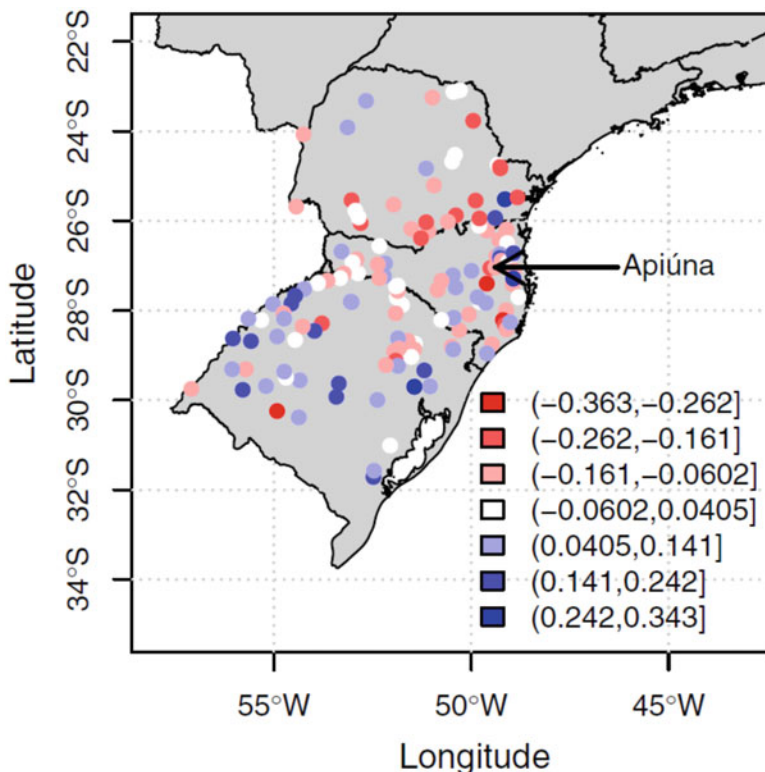 22°S
24°S
26°S
28°S
30°S
32°S
34°S
Latitude
Apiúna
(−0.363,−0.262]
(−0.262,−0.161]
(−0.161,−0.0602]
(−0.0602,0.0405]
(0.0405,0.141]
(0.141,0.242]
(0.242,0.343]
55°W 50°W 45°W
Longitude